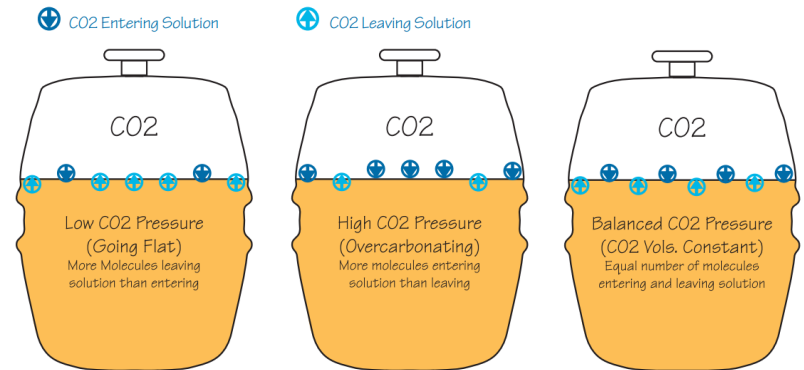 CO2 Entering Solution
CO2 Leaving Solution
CO2
Low CO2 Pressure
(Going Flat)
More Molecules leaving
solution than entering
CO2
High CO2 Pressure
(Overcarbonating)
More molecules entering
solution than leaving
CO2
Balanced CO2 Pressure
(CO2 Vols. Constant)
Equal number of molecules
entering and leaving solution